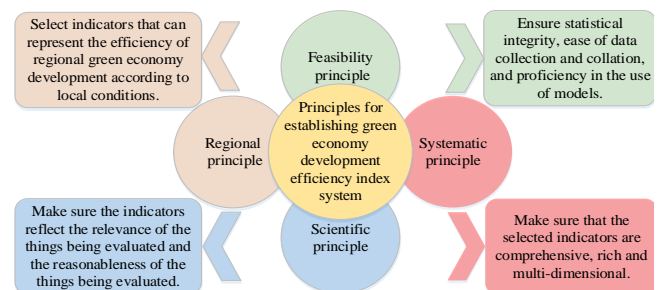 Select indicators that can
represent the efficiency of
regional green economy
development according to
local conditions.
Feasibility
principle
Ensure statistical
integrity, ease of data
collection and collation,
and proficiency in the use
of models.
Regional
principle
Principles for
establishing green
economy
development
efficiency index
system
Systematic
principle
Make sure the indicators
reflect the relevance of the
things being evaluated and
the reasonableness of the
things being evaluated.
Scientific
principle
Make sure that the
selected indicators are
comprehensive, rich and
multi-dimensional.